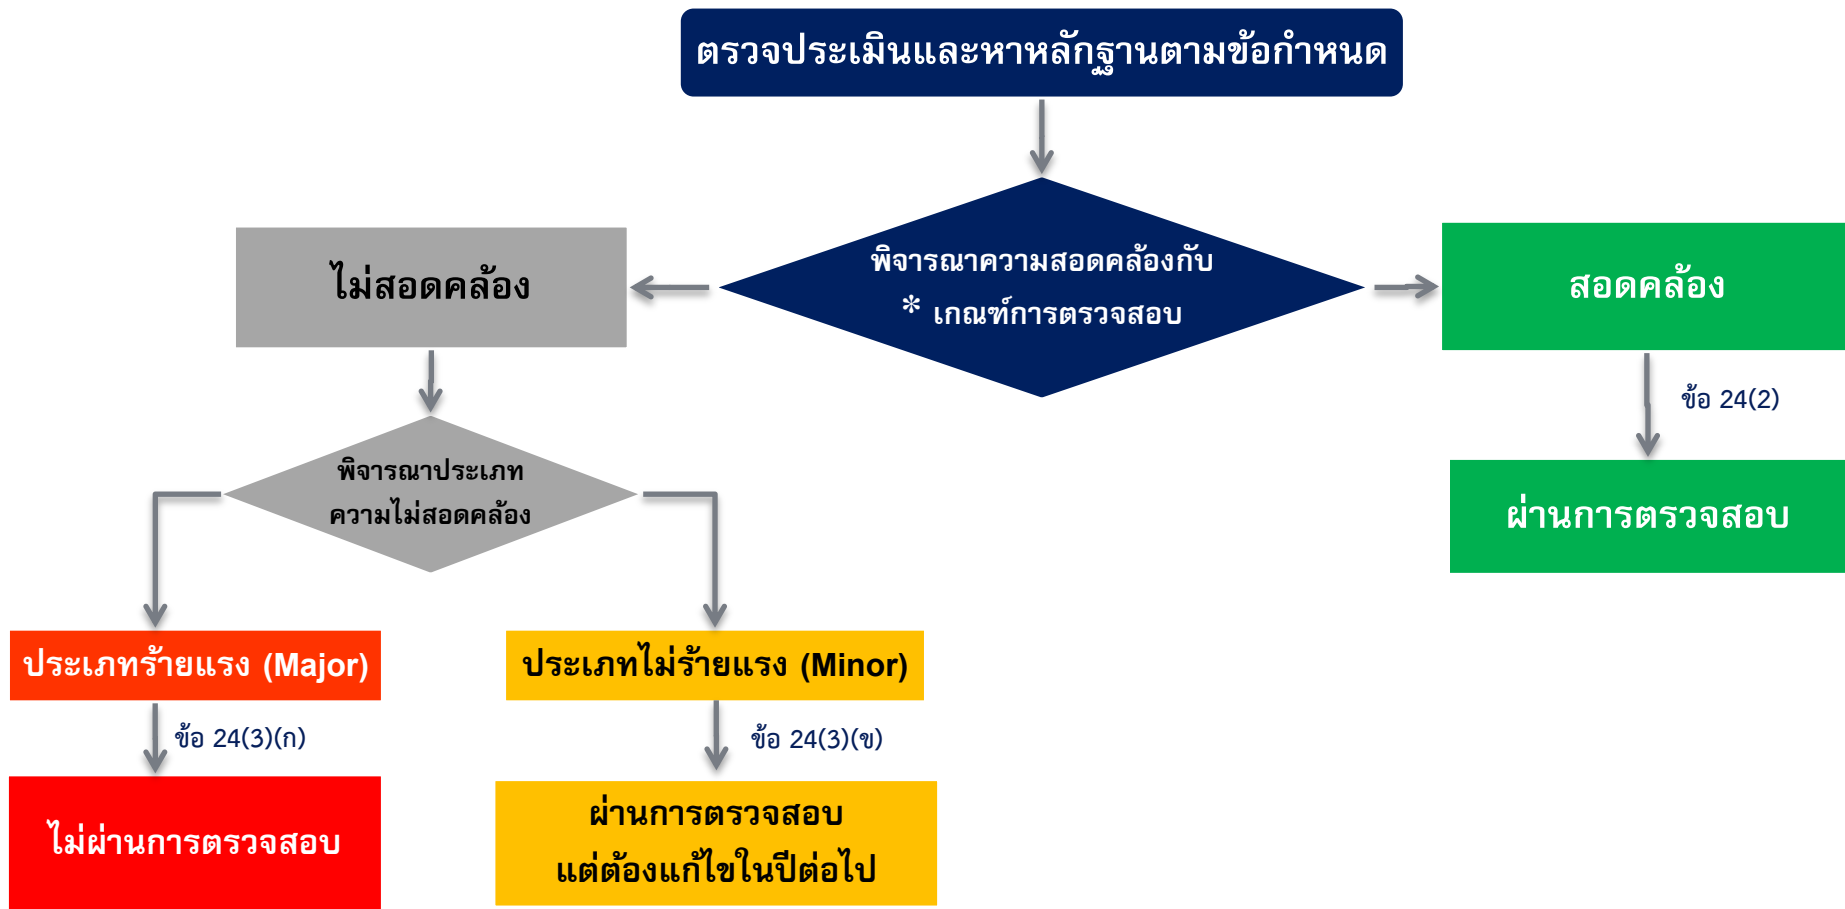 ตรวจประเมินและหาหลักฐานตามข้อกำหนด
พิจารณาความสอดคล้องกับ
* เกณฑ์การตรวจสอบ
ไม่สอดคล้อง
สอดคล้อง
ข้อ 24(2)
ผ่านการตรวจสอบ
พิจารณาประเภท
ความไม่สอดคล้อง
ประเภทร้ายแรง (Major)
ประเภทไม่ร้ายแรง (Minor)
ข้อ 24(3)(ก)
ข้อ 24(3)(ข)
ไม่ผ่านการตรวจสอบ
ผ่านการตรวจสอบ
แต่ต้องแก้ไขในปีต่อไป